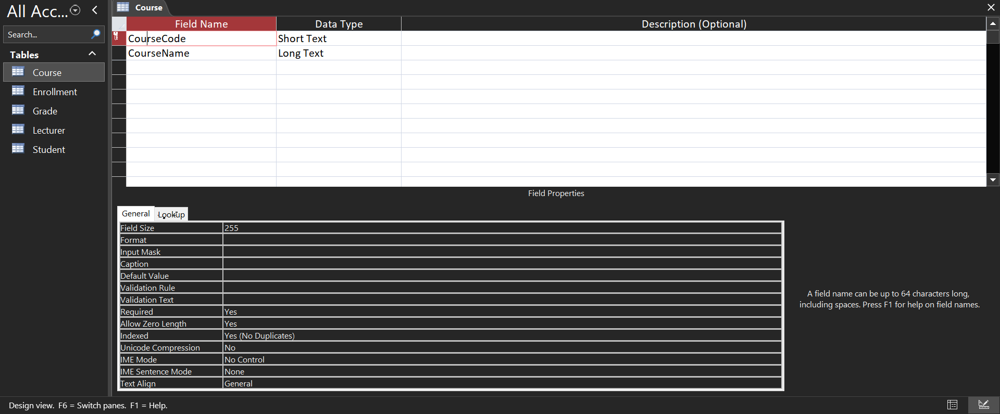 All Acc...
Search...
Tables
Course
Enrollment
Grade
Lecturer
Student
Course
Field Name Data Type Description (Optional)
CourseCode Short Text
CourseName Long Text
Field Properties
General Lookup
Field Size 255
Format
Input Mask
Caption
Default Value
Validation Rule
Validation Text
Required Yes
Allow Zero Length Yes
Indexed Yes (No Duplicates)
Unicode Compression No
IME Mode No Control
IME Sentence Mode None
Text Align General
A field name can be up to 64 characters long,
including spaces. Press F1 for help on field names.
Design view.  F6 = Switch panes.  F1 = Help.